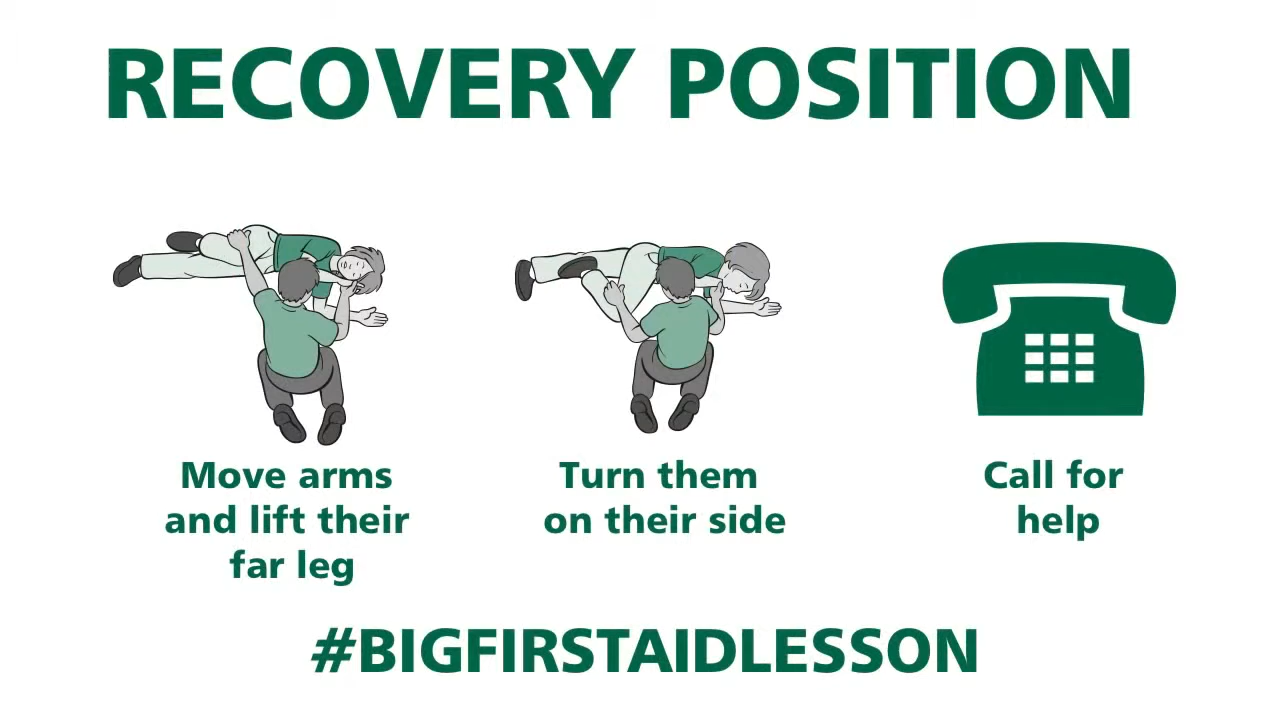 RECOVERY POSITION
Move arms
and lift their
far leg
Turn them
on their side
Call for
help
#BIGFIRSTAIDLESSON